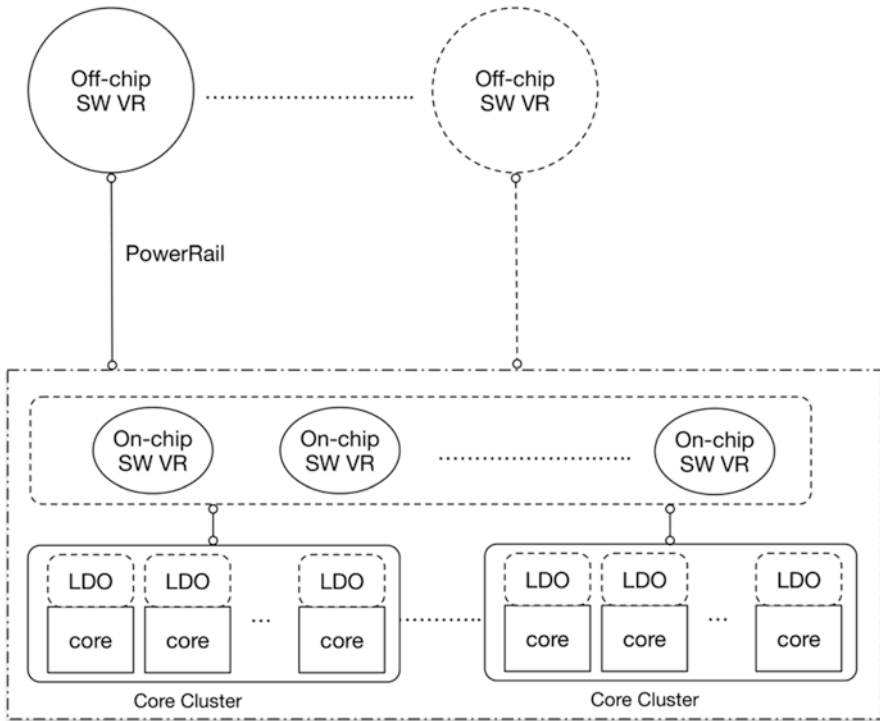 Off-chip
SW VR
Off-chip
SW VR
PowerRail
On-chip
SW VR
On-chip
SW VR
On-chip
SW VR
LDO
LDO
LDO
core
core
...
core
LDO
LDO
LDO
core
core
...
core
Core Cluster
Core Cluster